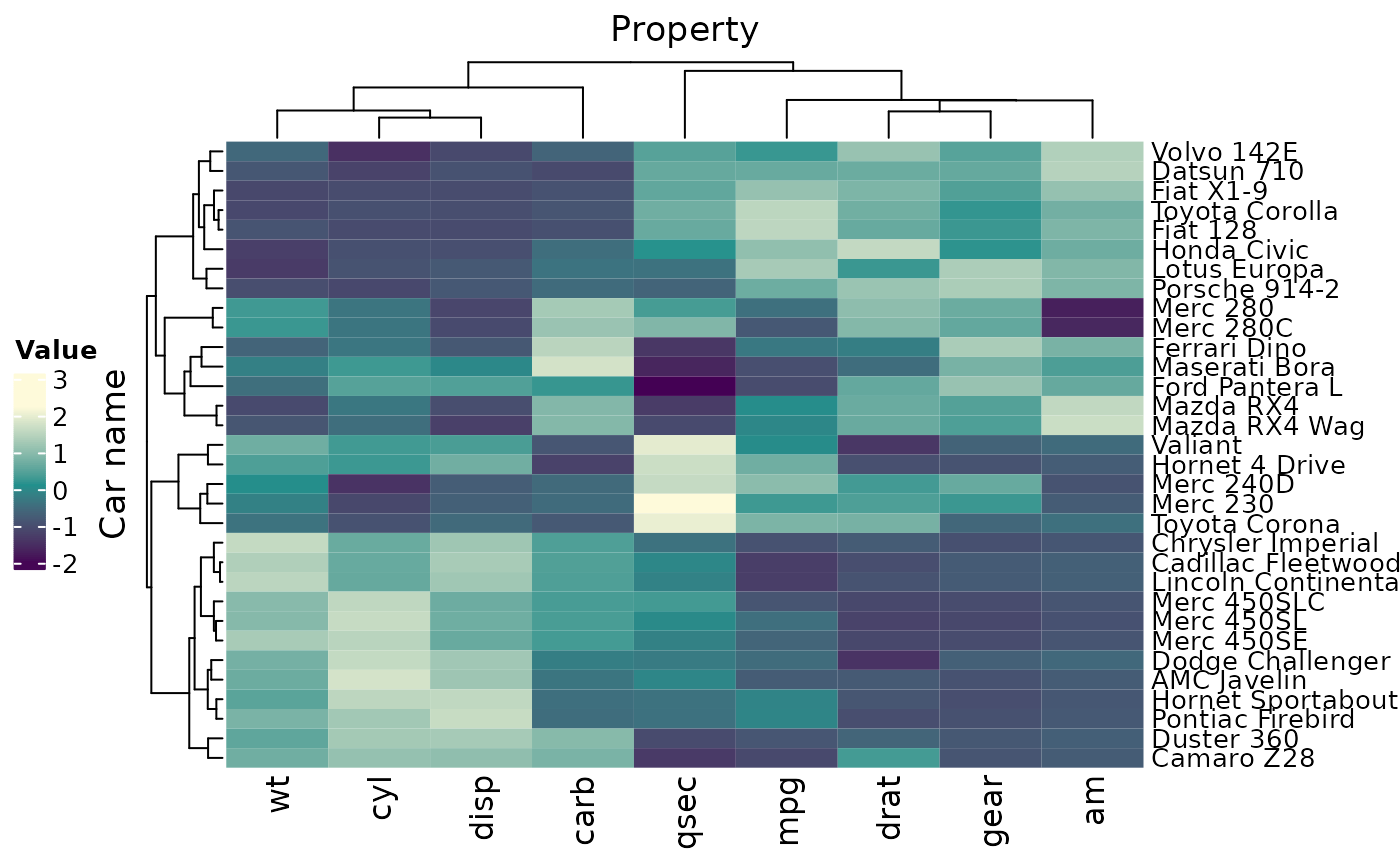 Property
Volvo 142E
Datsun 710
Fiat X1-9
Toyota Corolla
Fiat 128
Honda Civic
Lotus Europa
Porsche 914-2
Merc 280
Merc 280C
Ferrari Dino
Maserati Bora
Ford Pantera L
Mazda RX4
Mazda RX4 Wag
Valiant
Hornet 4 Drive
Merc 240D
Merc 230
Toyota Corona
Chrysler Imperial
Cadillac Fleetwood
Lincoln Continenta
Merc 450SLC
Merc 450SL
Merc 450SE
Dodge Challenger
AMC Javelin
Hornet Sportabout
Pontiac Firebird
Duster 360
Camaro Z28
Value
3
2
1
0
-1
-2
Car name
wt
cyl
disp
carb
qsec
mpg
drat
gear
am